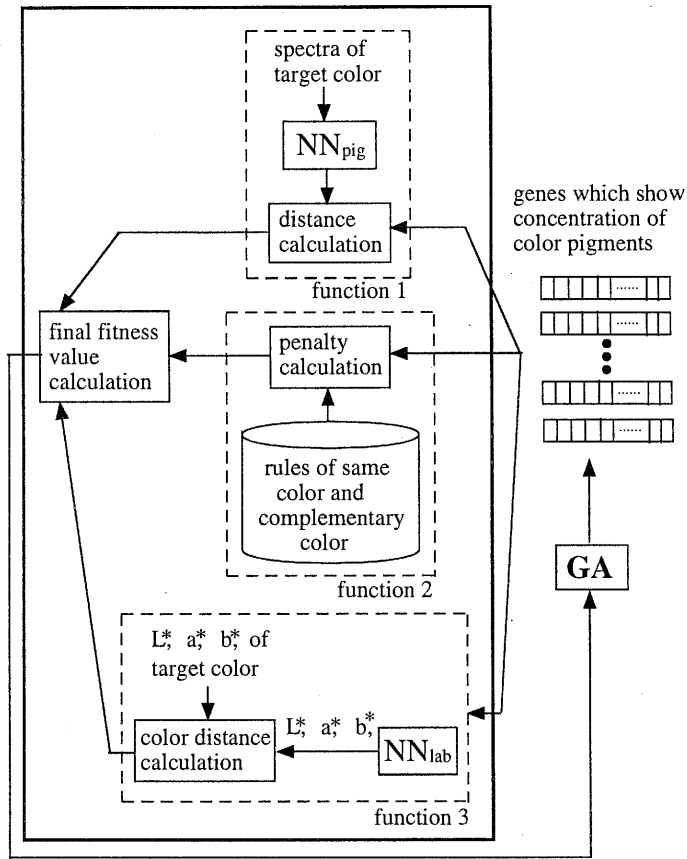 spectra of
target color
NNpig
distance
calculation
function 1
genes which show
concentration of
color pigments
......
......
......
......
final fitness
value
calculation
penalty
calculation
rules of same
color and
complementary
color
function 2
GA
L*, a*, b*, of
target color
L*, a*, b*,
color distance
calculation
NNlab
function 3